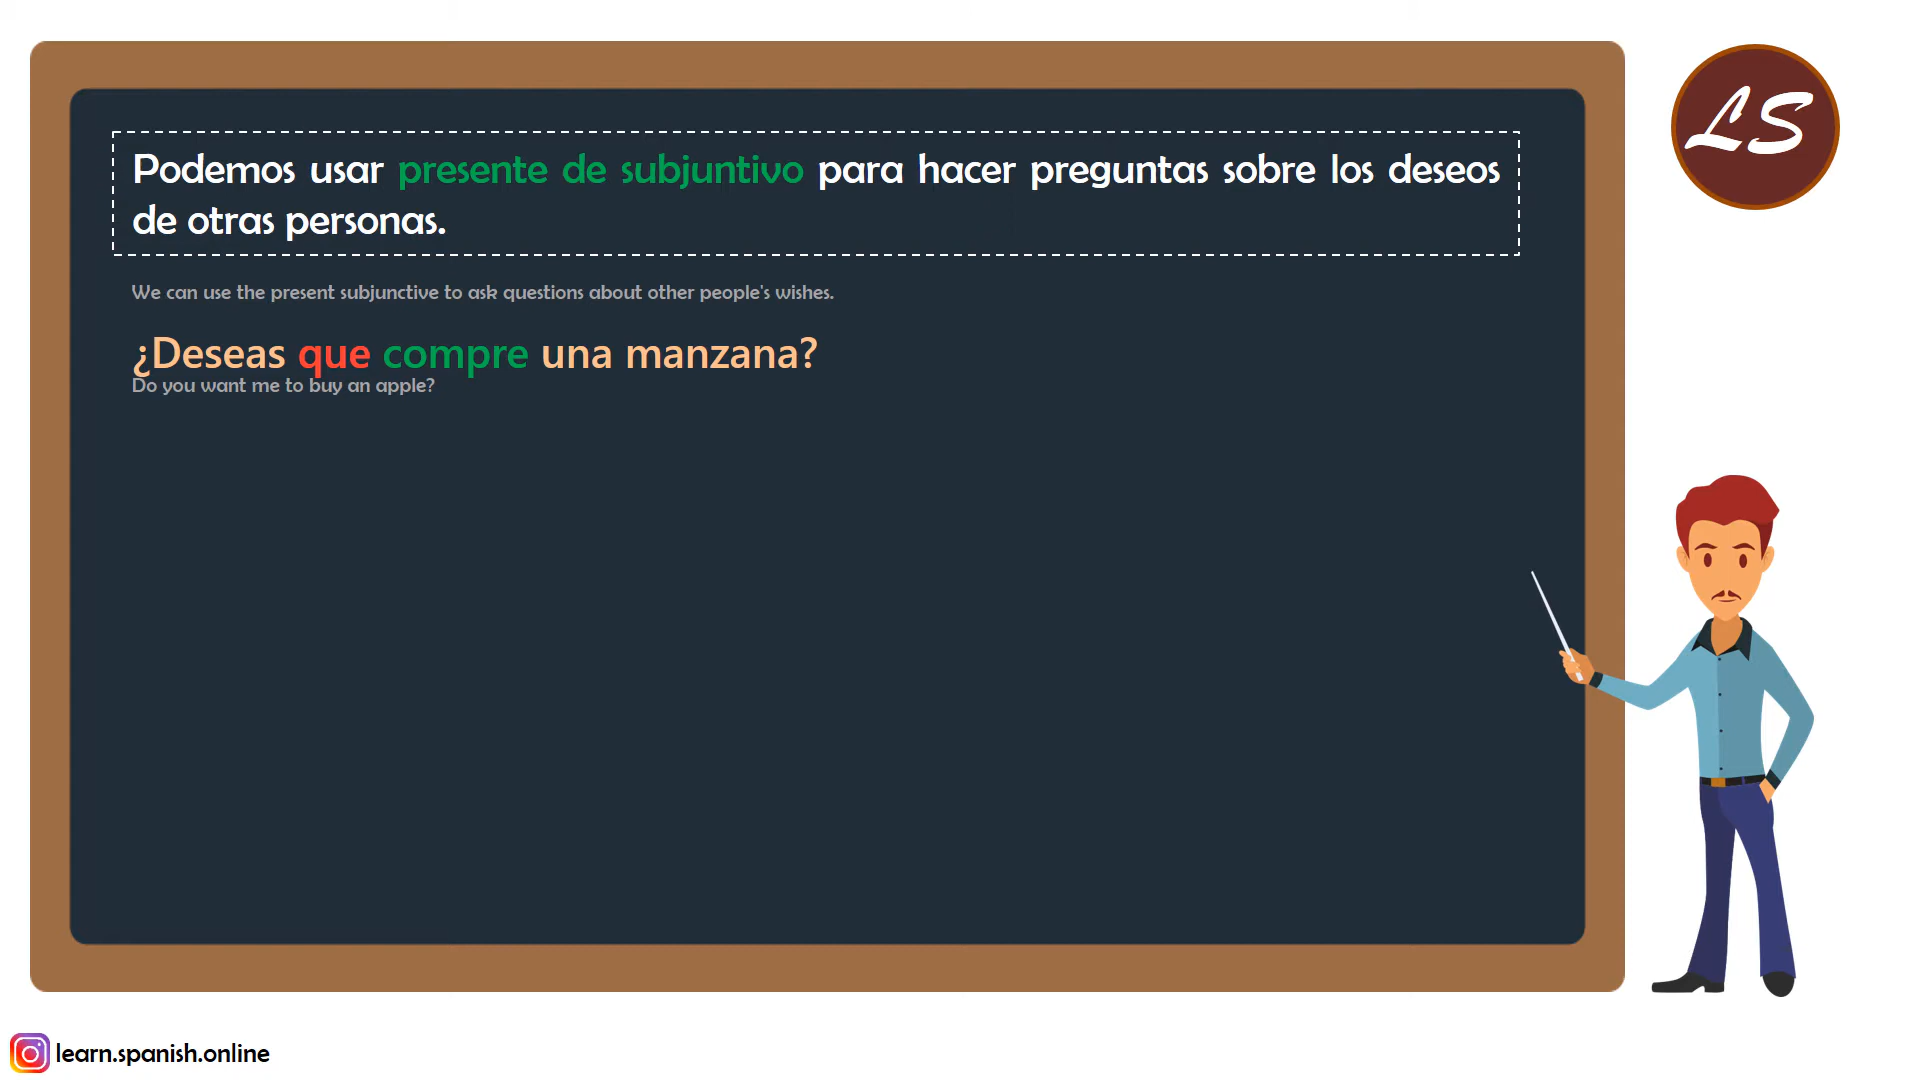 LS
Podemos usar presente de subjuntivo para hacer preguntas sobre los deseos
de otras personas.
We can use the present subjunctive to ask questions about other people's wishes.
¿Deseas que compre una manzana?
Do you want me to buy an apple?
learn.spanish.online